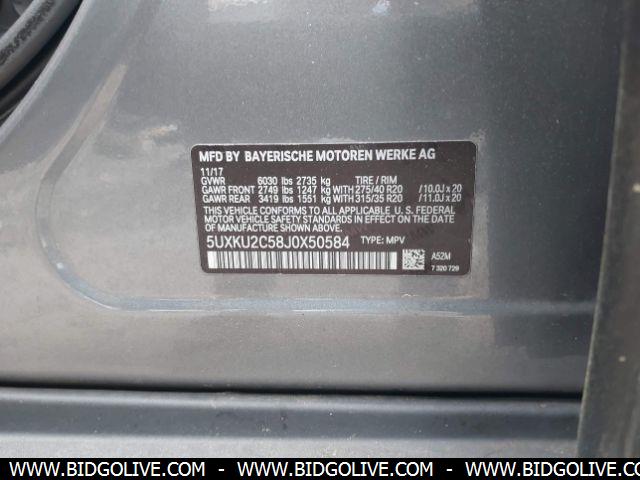 MFD BY BAYERISCHE MOTOREN WERKE AG
11/17
GVWR 6030 lbs 2735 kg TIRE / RIM
GAWR FRONT 2749 lbs 1247 kg WITH 275/40 R20 /10.0J x 20
GAWR REAR 3419 lbs 1551 kg WITH 315/35 R20 /11.0J x 20
THIS VEHICLE CONFORMS TO ALL APPLICABLE U. S. FEDERAL
MOTOR VEHICLE SAFETY STANDARDS IN EFFECT ON THE
DATE OF MANUFACTURE SHOWN ABOVE.
5UXKU2C58J0X50584 TYPE: MPV
A52M
7 320 729
WWW.BIDGOLIVE.COM - WWW.BIDGOLIVE.COM - WWW.BIDGOLIVE.COM